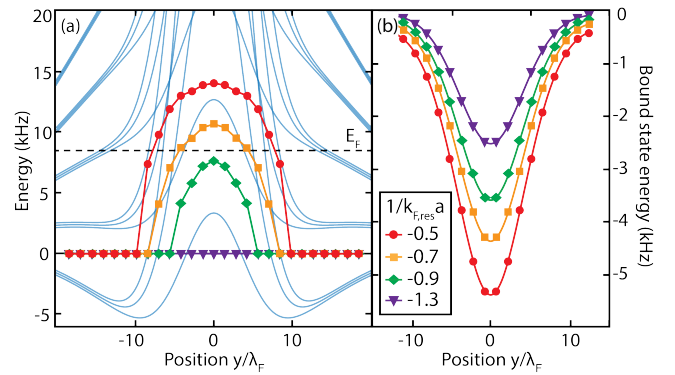 (a)
(b)
20
15
10
5
0
-5
Energy (kHz)
E_F
-10
0
10
Position y/λ_F
1/k_F,res a
-0.5
-0.7
-0.9
-1.3
-10
0
10
Position y/λ_F
0
-1
-2
-3
-4
-5
Bound state energy (kHz)